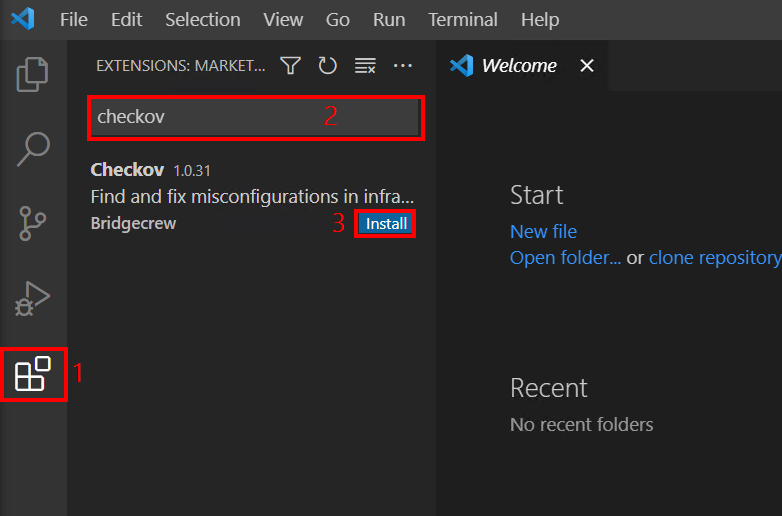 File Edit Selection View Go Run Terminal Help
EXTENSIONS: MARKET...
Welcome
checkov 2
Checkov 1.0.31
Find and fix misconfigurations in infra...
Bridgecrew 3 Install
1
Start
New file
Open folder... or clone repository
Recent
No recent folders